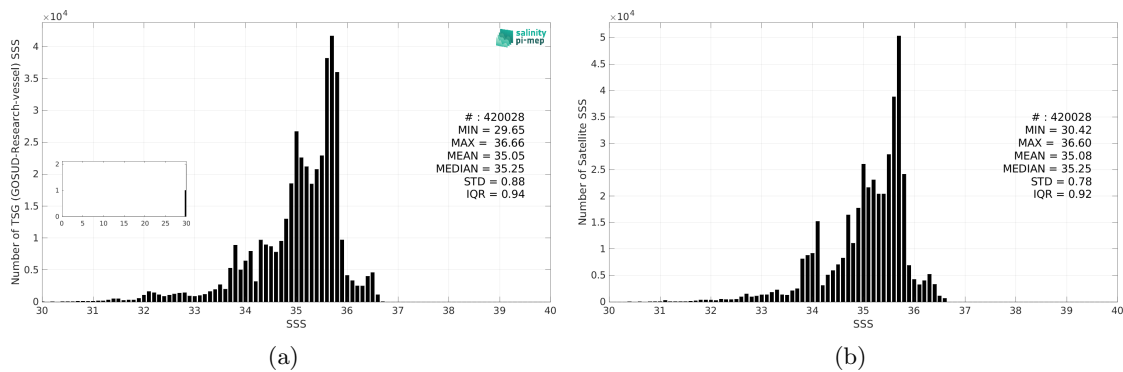 ×10⁴
4
3.5
3
2.5
2
1.5
1
0.5
0
Number of TSG (GOSUD-Research-vessel) SSS
salinity
pi-mep
# : 420028
MIN = 29.65
MAX = 36.66
MEAN = 35.05
MEDIAN = 35.25
STD = 0.88
IQR = 0.94
2
1
0
0 5 10 15 20 25 30
30 31 32 33 34 35 36 37 38 39 40
SSS
(a)
×10⁴
5
4.5
4
3.5
3
2.5
2
1.5
1
0.5
0
Number of Satellite SSS
# : 420028
MIN = 30.42
MAX = 36.60
MEAN = 35.08
MEDIAN = 35.25
STD = 0.78
IQR = 0.92
30 31 32 33 34 35 36 37 38 39 40
SSS
(b)